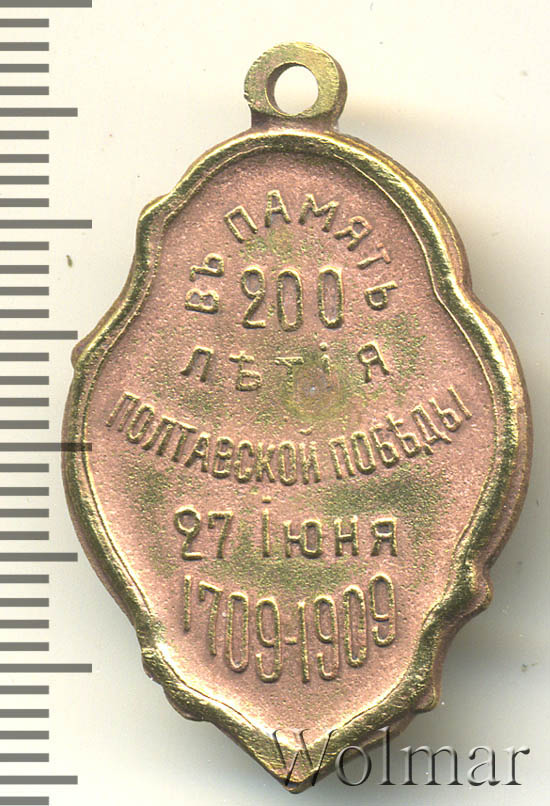 ВЪ ПАМЯТЬ
200
ЛѢТІЯ
ПОЛТАВСКОЙ ПОБѢДЫ
27 ІЮНЯ
1709-1909
Wolmar